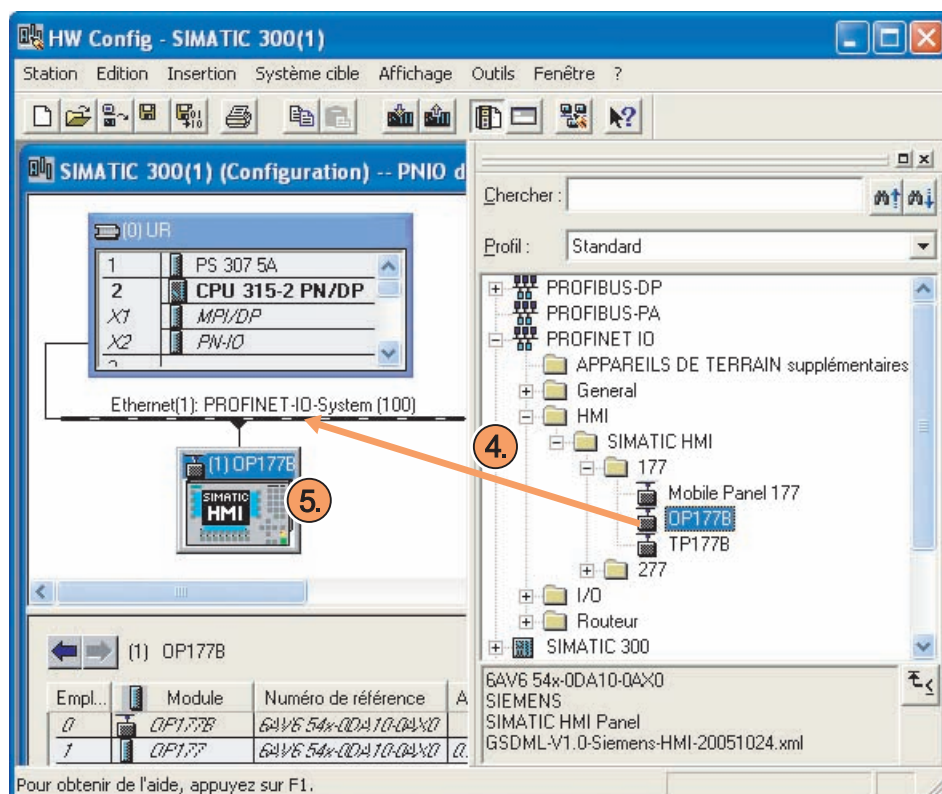 HW Config - SIMATIC 300(1)
Station Edition Insertion Système cible Affichage Outils Fenêtre ?
SIMATIC 300(1) (Configuration) -- PNIO d
(0) UR
1 PS 307 5A
2 CPU 315-2 PN/DP
X1 MPI/DP
X2 PN-IO
Ethernet(1): PROFINET-IO-System (100)
(1) OP177B
SIMATIC
HMI
5.
4.
Chercher :
Profil : Standard
PROFIBUS-DP
PROFIBUS-PA
PROFINET IO
APPAREILS DE TERRAIN supplémentaires
General
HMI
SIMATIC HMI
177
Mobile Panel 177
OP177B
TP177B
277
I/O
Routeur
SIMATIC 300
6AV6 54x-0DA10-0AX0
SIEMENS
SIMATIC HMI Panel
GSDML-V1.0-Siemens-HMI-20051024.xml
(1) OP177B
Empl... Module Numéro de référence A
0 OP177B 6AV6 54x-0DA10-0AX0
1 OP177 6AV6 54x-0DA10-0AX0 0.
Pour obtenir de l'aide, appuyez sur F1.